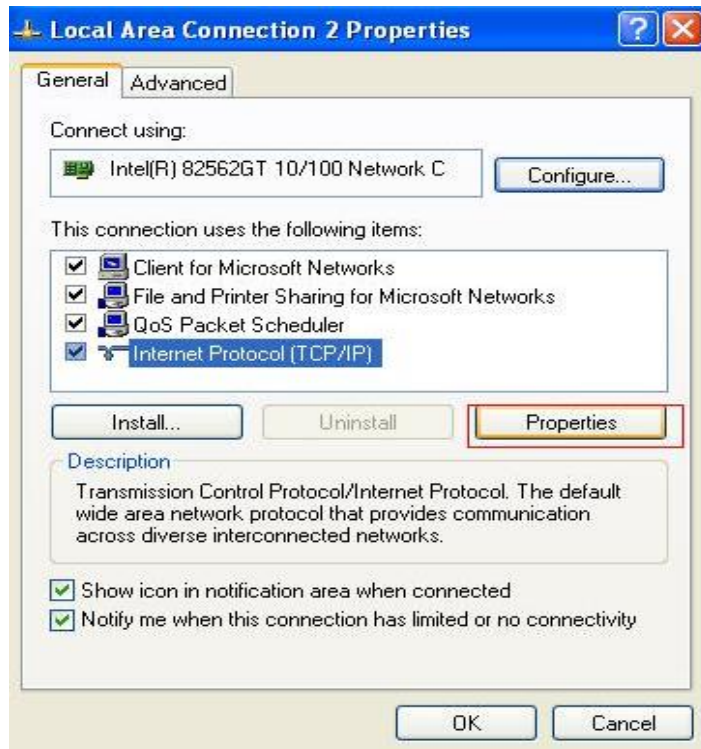 Local Area Connection 2 Properties
General
Advanced
Connect using:
Intel(R) 82562GT 10/100 Network C
Configure...
This connection uses the following items:
Client for Microsoft Networks
File and Printer Sharing for Microsoft Networks
QoS Packet Scheduler
Internet Protocol (TCP/IP)
Install...
Uninstall
Properties
Description
Transmission Control Protocol/Internet Protocol. The default
wide area network protocol that provides communication
across diverse interconnected networks.
Show icon in notification area when connected
Notify me when this connection has limited or no connectivity
OK
Cancel